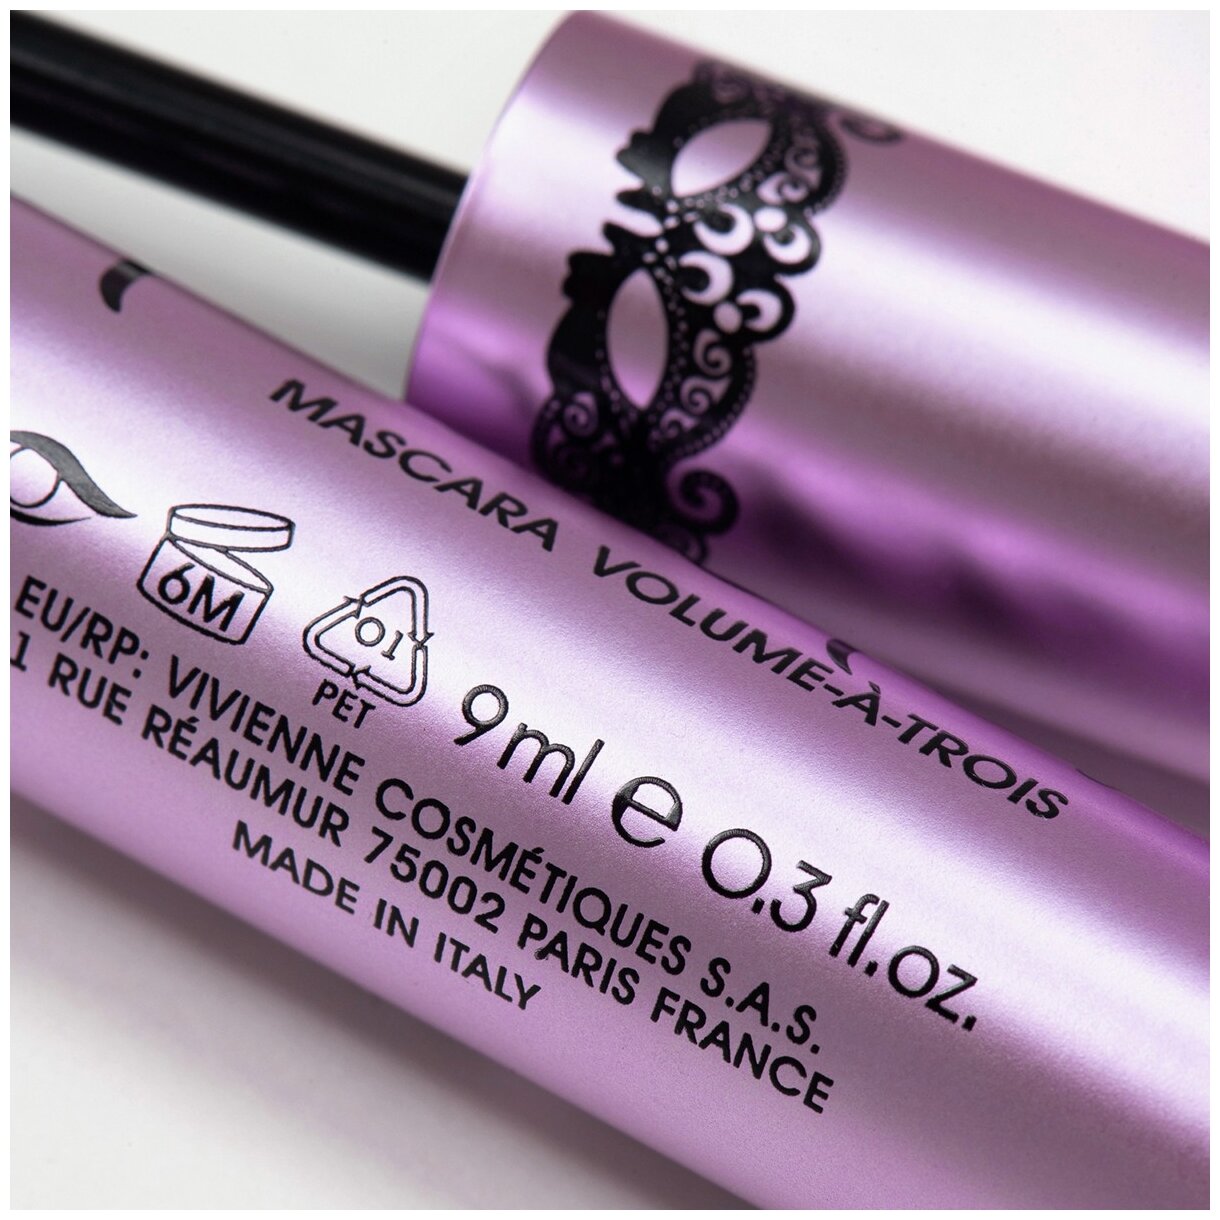 MASCARA VOLUME-À-TROIS
6M
01
PET
9ml e 0.3 fl.oz.
EU/RP: VIVIENNE COSMÉTIQUES S.A.S.
1 RUE RÉAUMUR 75002 PARIS FRANCE
MADE IN ITALY